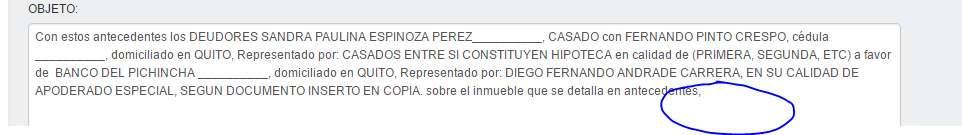 OBJETO:
Con estos antecedentes los DEUDORES SANDRA PAULINA ESPINOZA PEREZ__________, CASADO con FERNANDO PINTO CRESPO, cédula
__________, domiciliado en QUITO, Representado por: CASADOS ENTRE SI CONSTITUYEN HIPOTECA en calidad de (PRIMERA, SEGUNDA, ETC) a favor
de  BANCO DEL PICHINCHA __________, domiciliado en QUITO, Representado por: DIEGO FERNANDO ANDRADE CARRERA, EN SU CALIDAD DE
APODERADO ESPECIAL, SEGUN DOCUMENTO INSERTO EN COPIA. sobre el inmueble que se detalla en antecedentes,